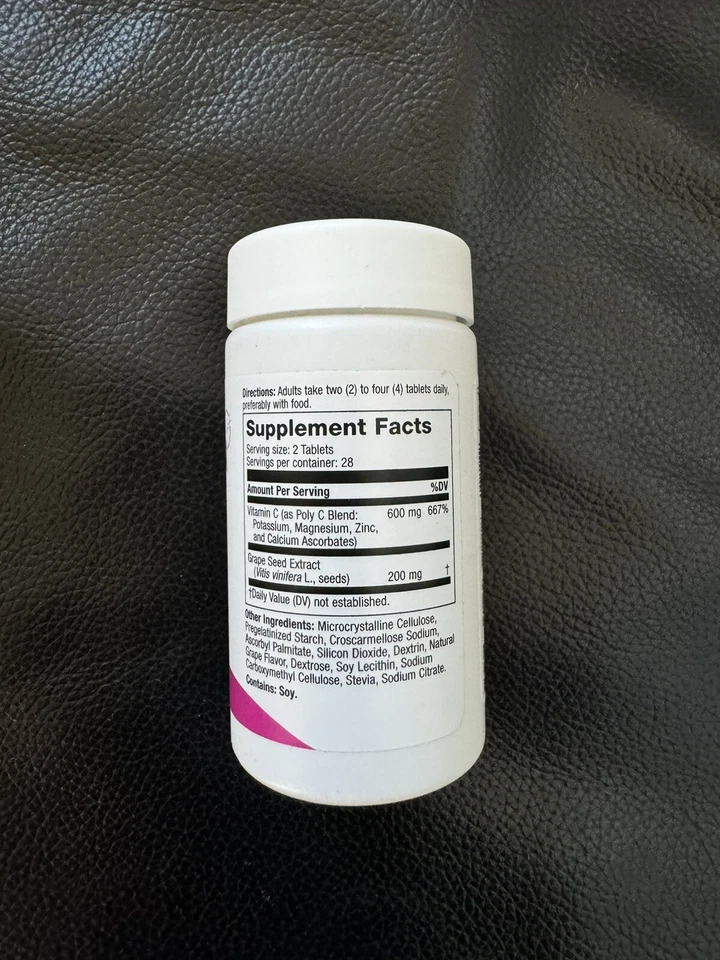 Directions: Adults take two (2) to four (4) tablets daily,
preferably with food.
Supplement Facts
Serving size: 2 Tablets
Servings per container: 28
Amount Per Serving %DV
Vitamin C (as Poly C Blend: 600 mg 667%
Potassium, Magnesium, Zinc,
and Calcium Ascorbates)
Grape Seed Extract
(Vitis vinifera L., seeds) 200 mg †
†Daily Value (DV) not established.
Other Ingredients: Microcrystalline Cellulose,
Pregelatinized Starch, Croscarmellose Sodium,
Ascorbyl Palmitate, Silicon Dioxide, Dextrin, Natural
Grape Flavor, Dextrose, Soy Lecithin, Sodium
Carboxymethyl Cellulose, Stevia, Sodium Citrate.
Contains: Soy.